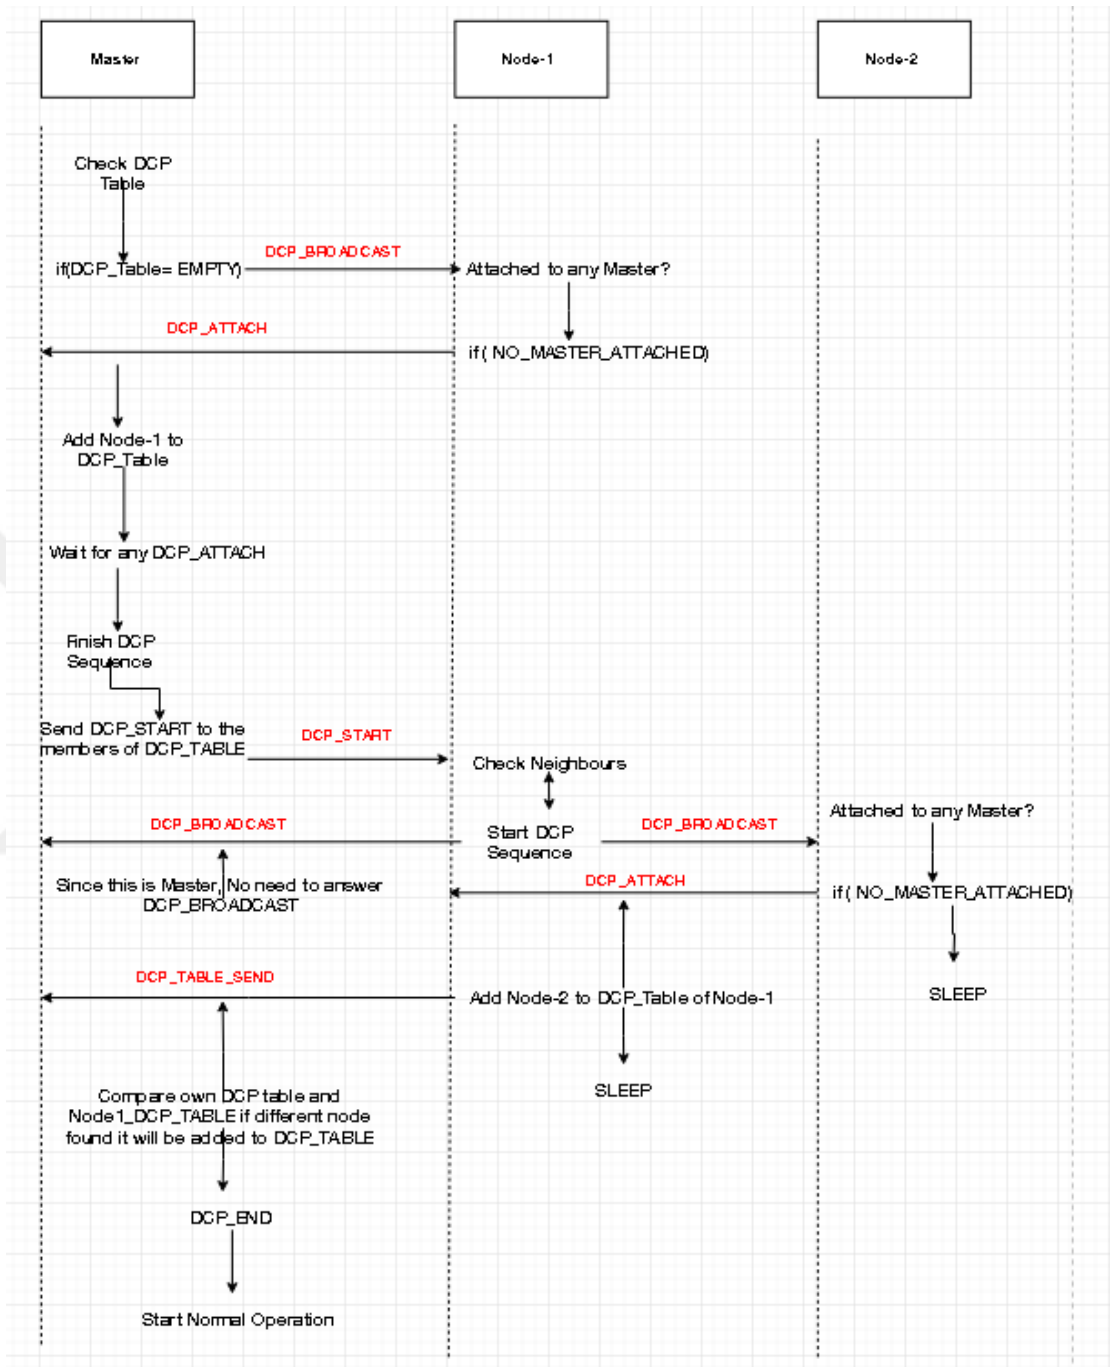 Master
Node-1
Node-2
Check DCP
Table
if(DCP_Table= EMPTY)
DCP_BROADCAST
Attached to any Master?
DCP_ATTACH
if( NO_MASTER_ATTACHED)
Add Node-1 to
DCP_Table
Wait for any DCP_ATTACH
Finish DCP
Sequence
Send DCP_START to the
members of DCP_TABLE
DCP_START
Check Neighbours
Attached to any Master?
DCP_BROADCAST
Start DCP
Sequence
DCP_BROADCAST
Since this is Master, No need to answer
DCP_BROADCAST
DCP_ATTACH
if( NO_MASTER_ATTACHED)
DCP_TABLE_SEND
Add Node-2 to DCP_Table of Node-1
SLEEP
SLEEP
Compare own DCP table and
Node1_DCP_TABLE if different node
found it will be added to DCP_TABLE
DCP_END
Start Normal Operation